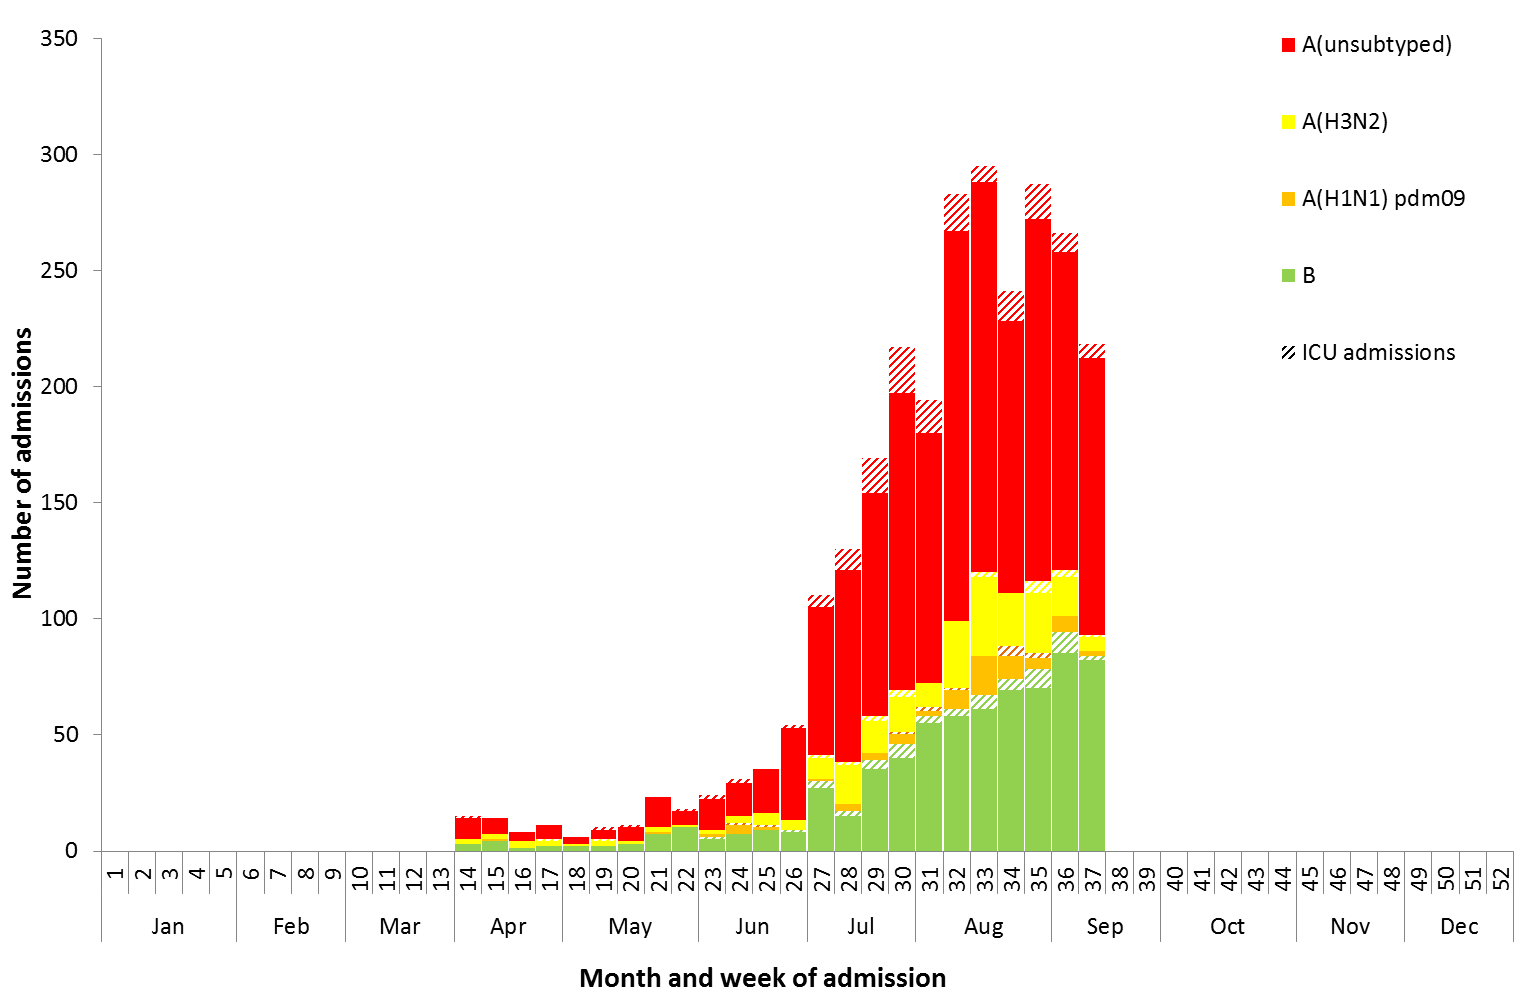 350
300
250
200
150
100
50
0
Number of admissions
A(unsubtyped)
A(H3N2)
A(H1N1) pdm09
B
ICU admissions
1 2 3 4 5 6 7 8 9 10 11 12 13 14 15 16 17 18 19 20 21 22 23 24 25 26 27 28 29 30 31 32 33 34 35 36 37 38 39 40 41 42 43 44 45 46 47 48 49 50 51 52
Jan Feb Mar Apr May Jun Jul Aug Sep Oct Nov Dec
Month and week of admission